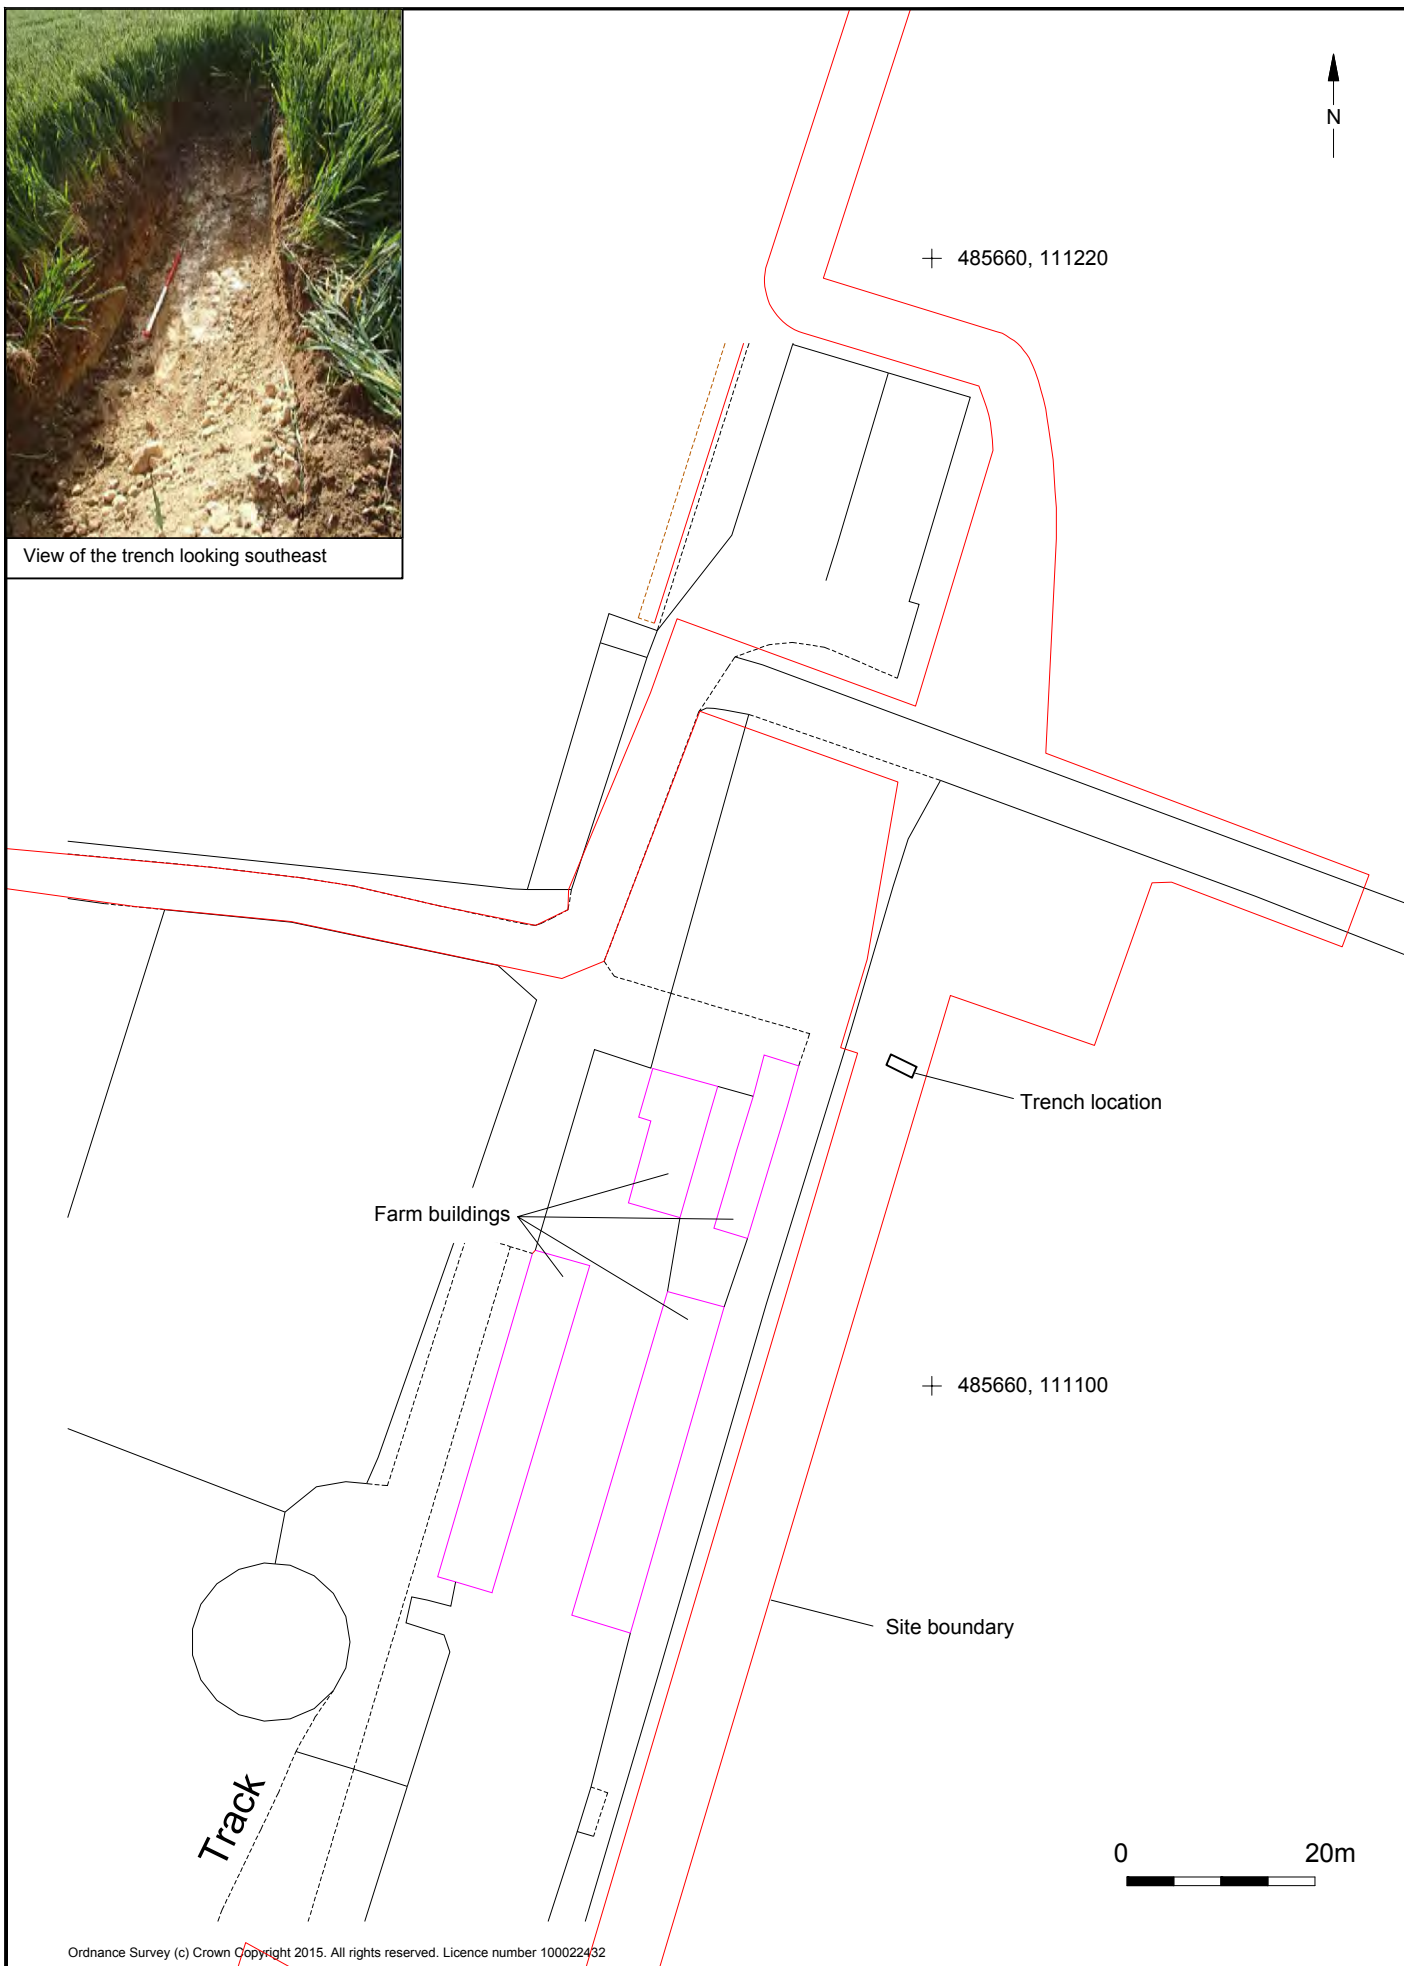 N
485660, 111220
View of the trench looking southeast
Trench location
Farm buildings
485660, 111100
Site boundary
Track
0 20m
Ordnance Survey (c) Crown Copyright 2015. All rights reserved. Licence number 100022432